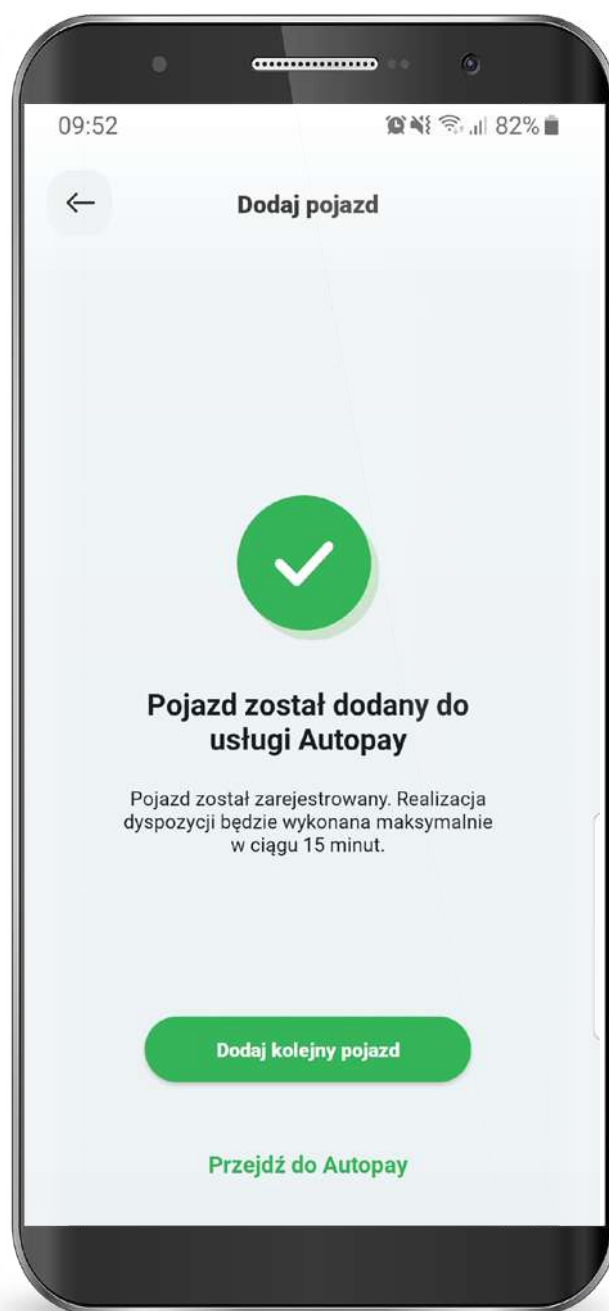 09:52
82%
Dodaj pojazd
Pojazd został dodany do
usługi Autopay
Pojazd został zarejestrowany. Realizacja
dyspozycji będzie wykonana maksymalnie
w ciągu 15 minut.
Dodaj kolejny pojazd
Przejdź do Autopay